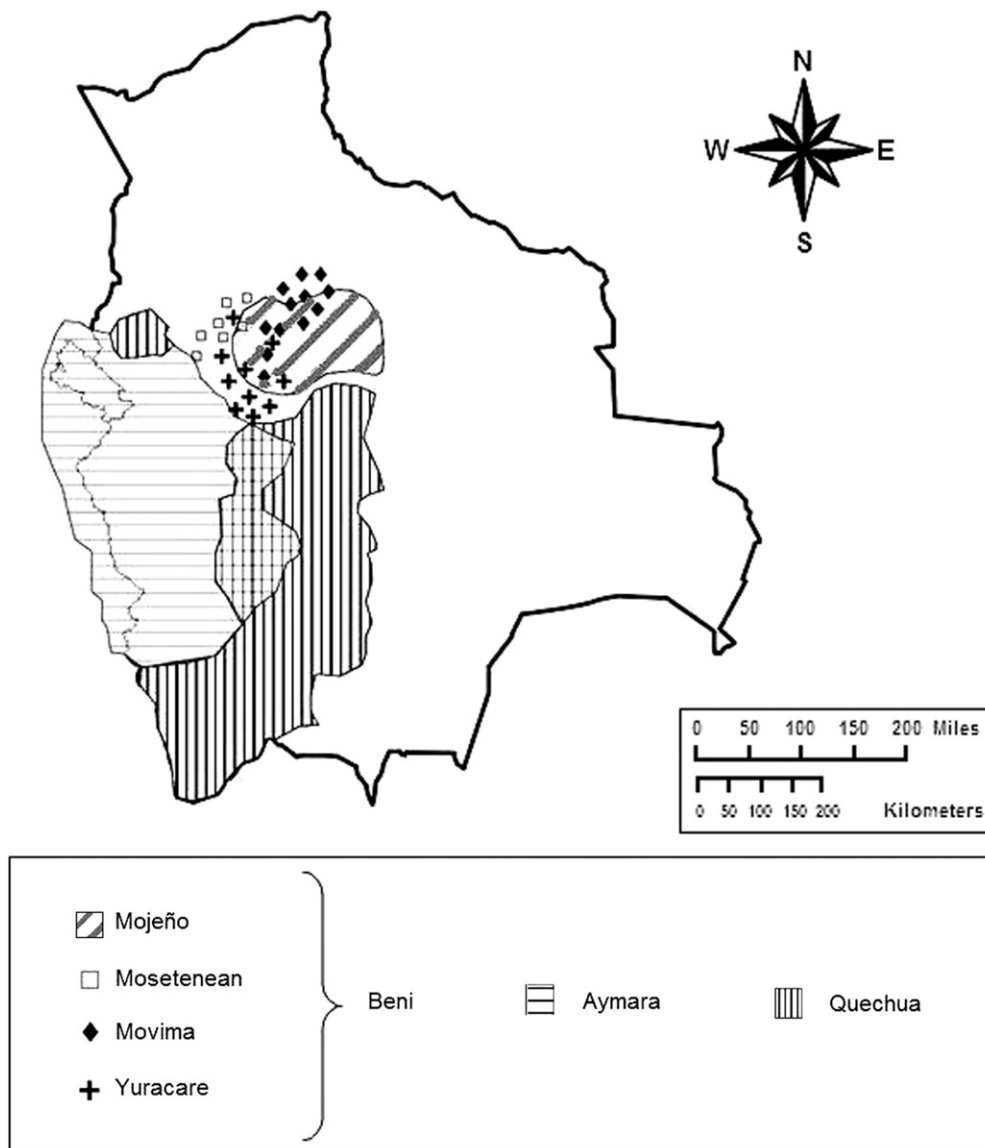 N
W E
S
0 50 100 150 200 Miles
0 50 100 150 200 Kilometers
Mojeño
Mosetenean
Movima
Yuracare
Beni
Aymara
Quechua